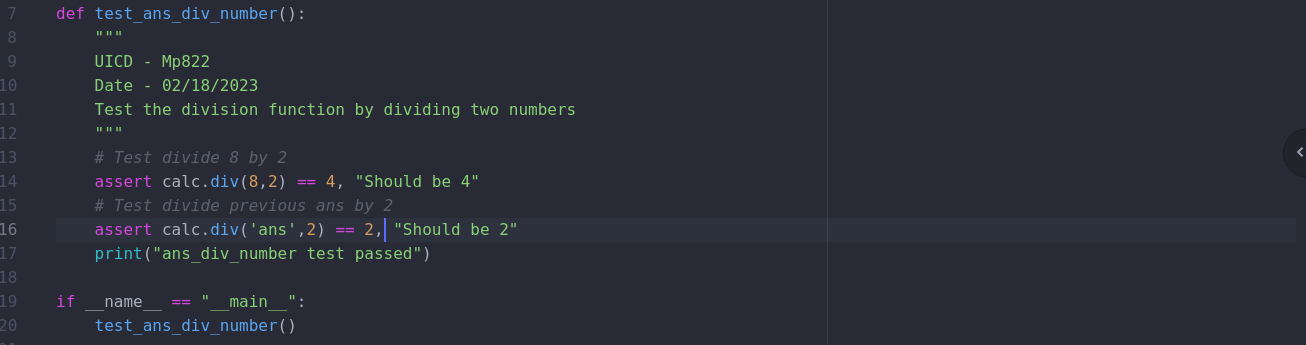 7 def test_ans_div_number():
8 """
9 UICD - Mp822
10 Date - 02/18/2023
11 Test the division function by dividing two numbers
12 """
13 # Test divide 8 by 2
14 assert calc.div(8,2) == 4, "Should be 4"
15 # Test divide previous ans by 2
16 assert calc.div('ans',2) == 2, "Should be 2"
17 print("ans_div_number test passed")
18
19 if __name__ == "__main__":
20 test_ans_div_number()